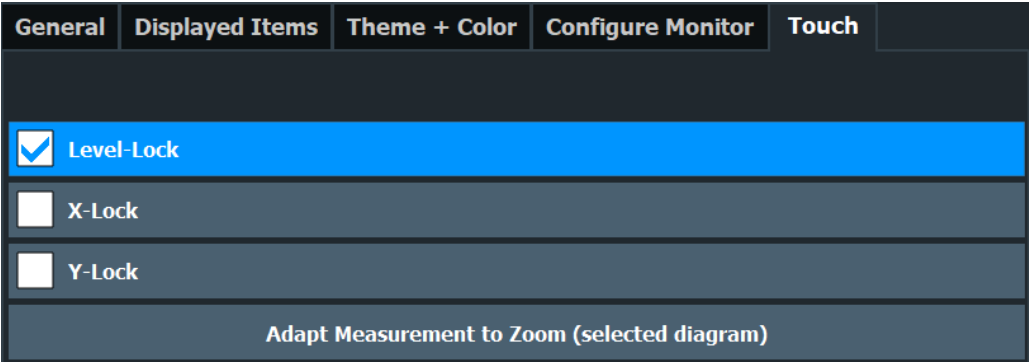 General Displayed Items Theme + Color Configure Monitor Touch
Level-Lock
X-Lock
Y-Lock
Adapt Measurement to Zoom (selected diagram)